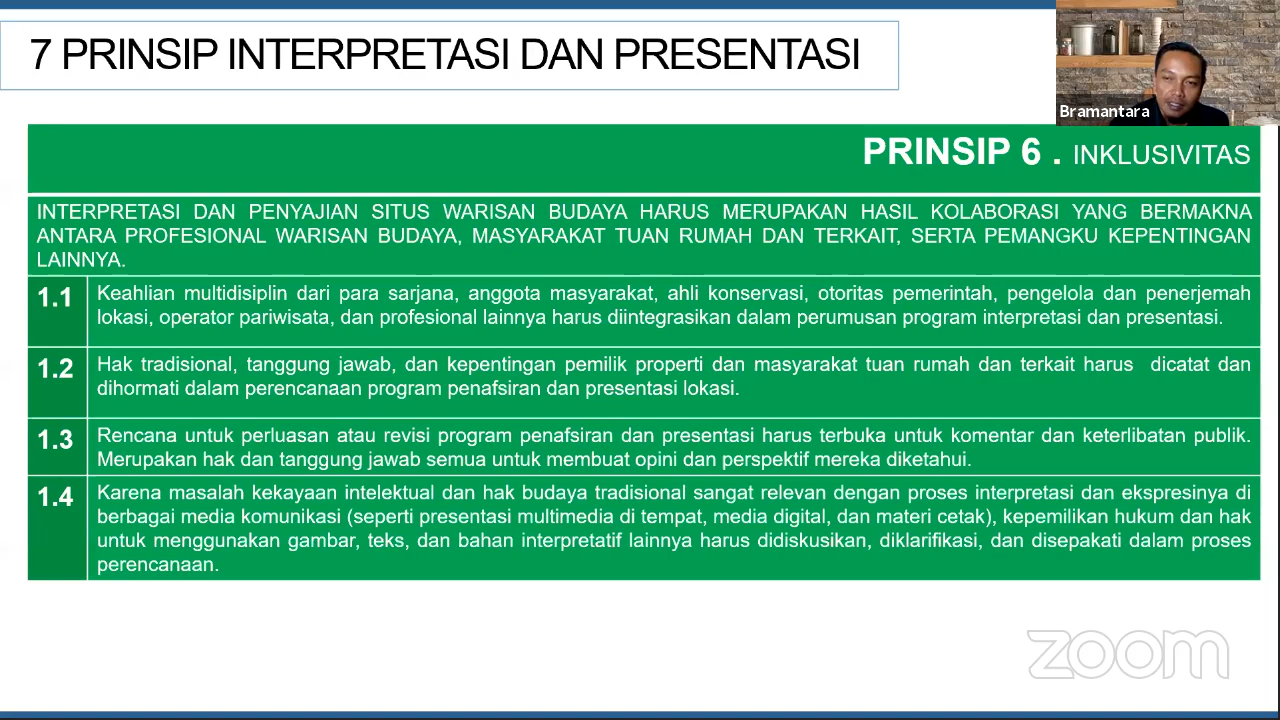 7 PRINSIP INTERPRETASI DAN PRESENTASI
Bramantara
PRINSIP 6 . INKLUSIVITAS
INTERPRETASI DAN PENYAJIAN SITUS WARISAN BUDAYA HARUS MERUPAKAN HASIL KOLABORASI YANG BERMAKNA
ANTARA PROFESIONAL WARISAN BUDAYA, MASYARAKAT TUAN RUMAH DAN TERKAIT, SERTA PEMANGKU KEPENTINGAN
LAINNYA.
1.1 Keahlian multidisiplin dari para sarjana, anggota masyarakat, ahli konservasi, otoritas pemerintah, pengelola dan penerjemah
lokasi, operator pariwisata, dan profesional lainnya harus diintegrasikan dalam perumusan program interpretasi dan presentasi.
1.2 Hak tradisional, tanggung jawab, dan kepentingan pemilik properti dan masyarakat tuan rumah dan terkait harus dicatat dan
dihormati dalam perencanaan program penafsiran dan presentasi lokasi.
1.3 Rencana untuk perluasan atau revisi program penafsiran dan presentasi harus terbuka untuk komentar dan keterlibatan publik.
Merupakan hak dan tanggung jawab semua untuk membuat opini dan perspektif mereka diketahui.
1.4 Karena masalah kekayaan intelektual dan hak budaya tradisional sangat relevan dengan proses interpretasi dan ekspresinya di
berbagai media komunikasi (seperti presentasi multimedia di tempat, media digital, dan materi cetak), kepemilikan hukum dan hak
untuk menggunakan gambar, teks, dan bahan interpretatif lainnya harus didiskusikan, diklarifikasi, dan disepakati dalam proses
perencanaan.
zoom